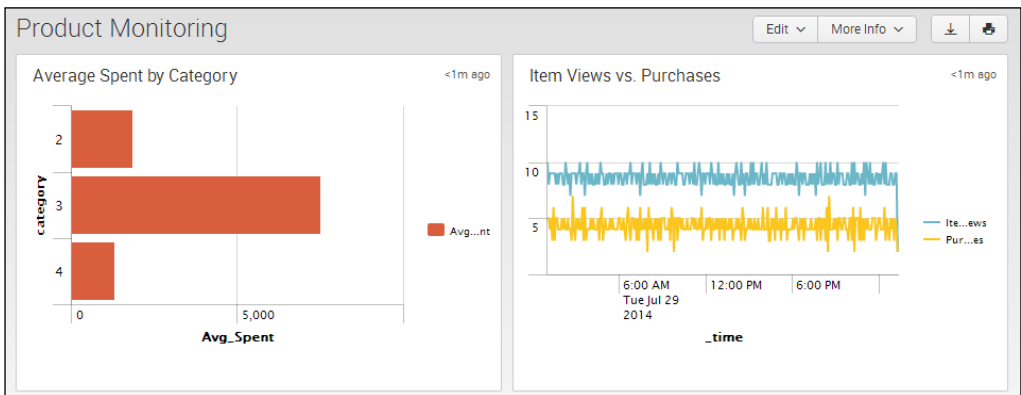 Product Monitoring
Edit
More Info
Average Spent by Category
<1m ago
category
2
3
4
0
5,000
Avg_Spent
Avg...nt
Item Views vs. Purchases
<1m ago
15
10
5
6:00 AM
Tue Jul 29
2014
12:00 PM
6:00 PM
_time
Ite...ews
Pur...es